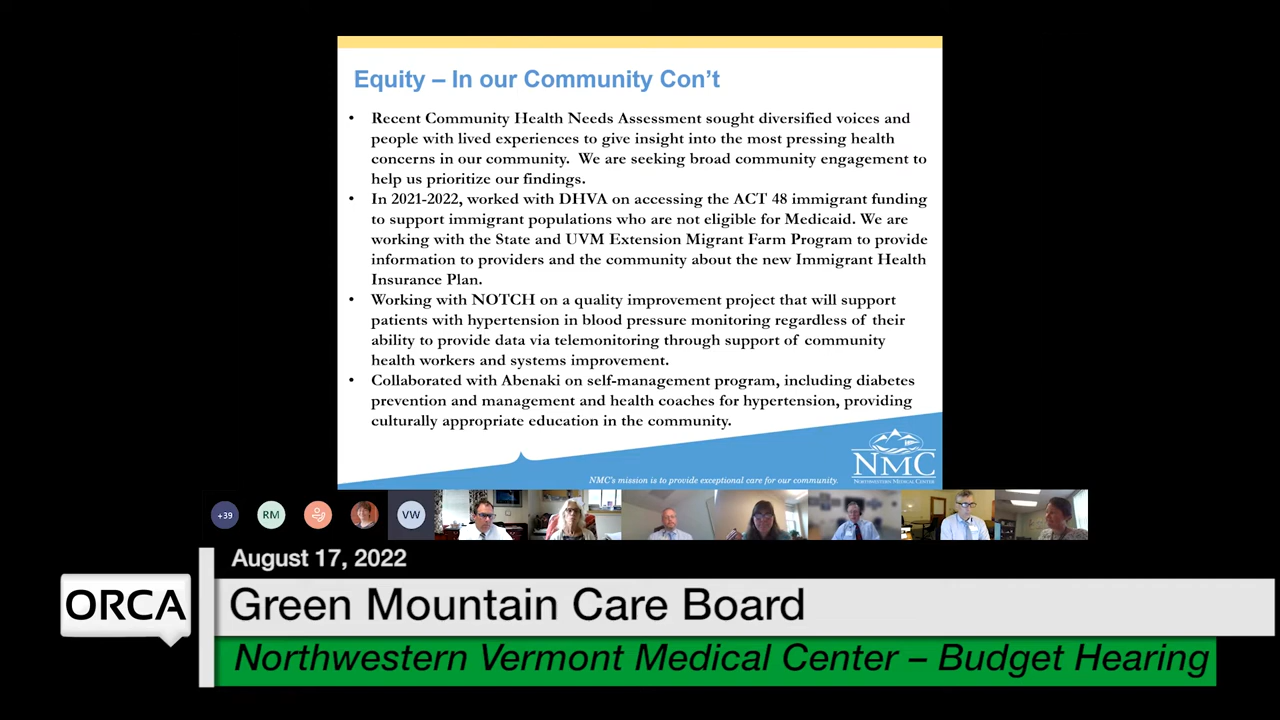 Equity – In our Community Con’t
• Recent Community Health Needs Assessment sought diversified voices and
people with lived experiences to give insight into the most pressing health
concerns in our community. We are seeking broad community engagement to
help us prioritize our findings.
• In 2021-2022, worked with DHVA on accessing the ACT 48 immigrant funding
to support immigrant populations who are not eligible for Medicaid. We are
working with the State and UVM Extension Migrant Farm Program to provide
information to providers and the community about the new Immigrant Health
Insurance Plan.
• Working with NOTCH on a quality improvement project that will support
patients with hypertension in blood pressure monitoring regardless of their
ability to provide data via telemonitoring through support of community
health workers and systems improvement.
• Collaborated with Abenaki on self-management program, including diabetes
prevention and management and health coaches for hypertension, providing
culturally appropriate education in the community.
NMC
NORTHWESTERN MEDICAL CENTER
NMC's mission is to provide exceptional care for our community.
+39 RM VW
August 17, 2022
ORCA
Green Mountain Care Board
Northwestern Vermont Medical Center – Budget Hearing